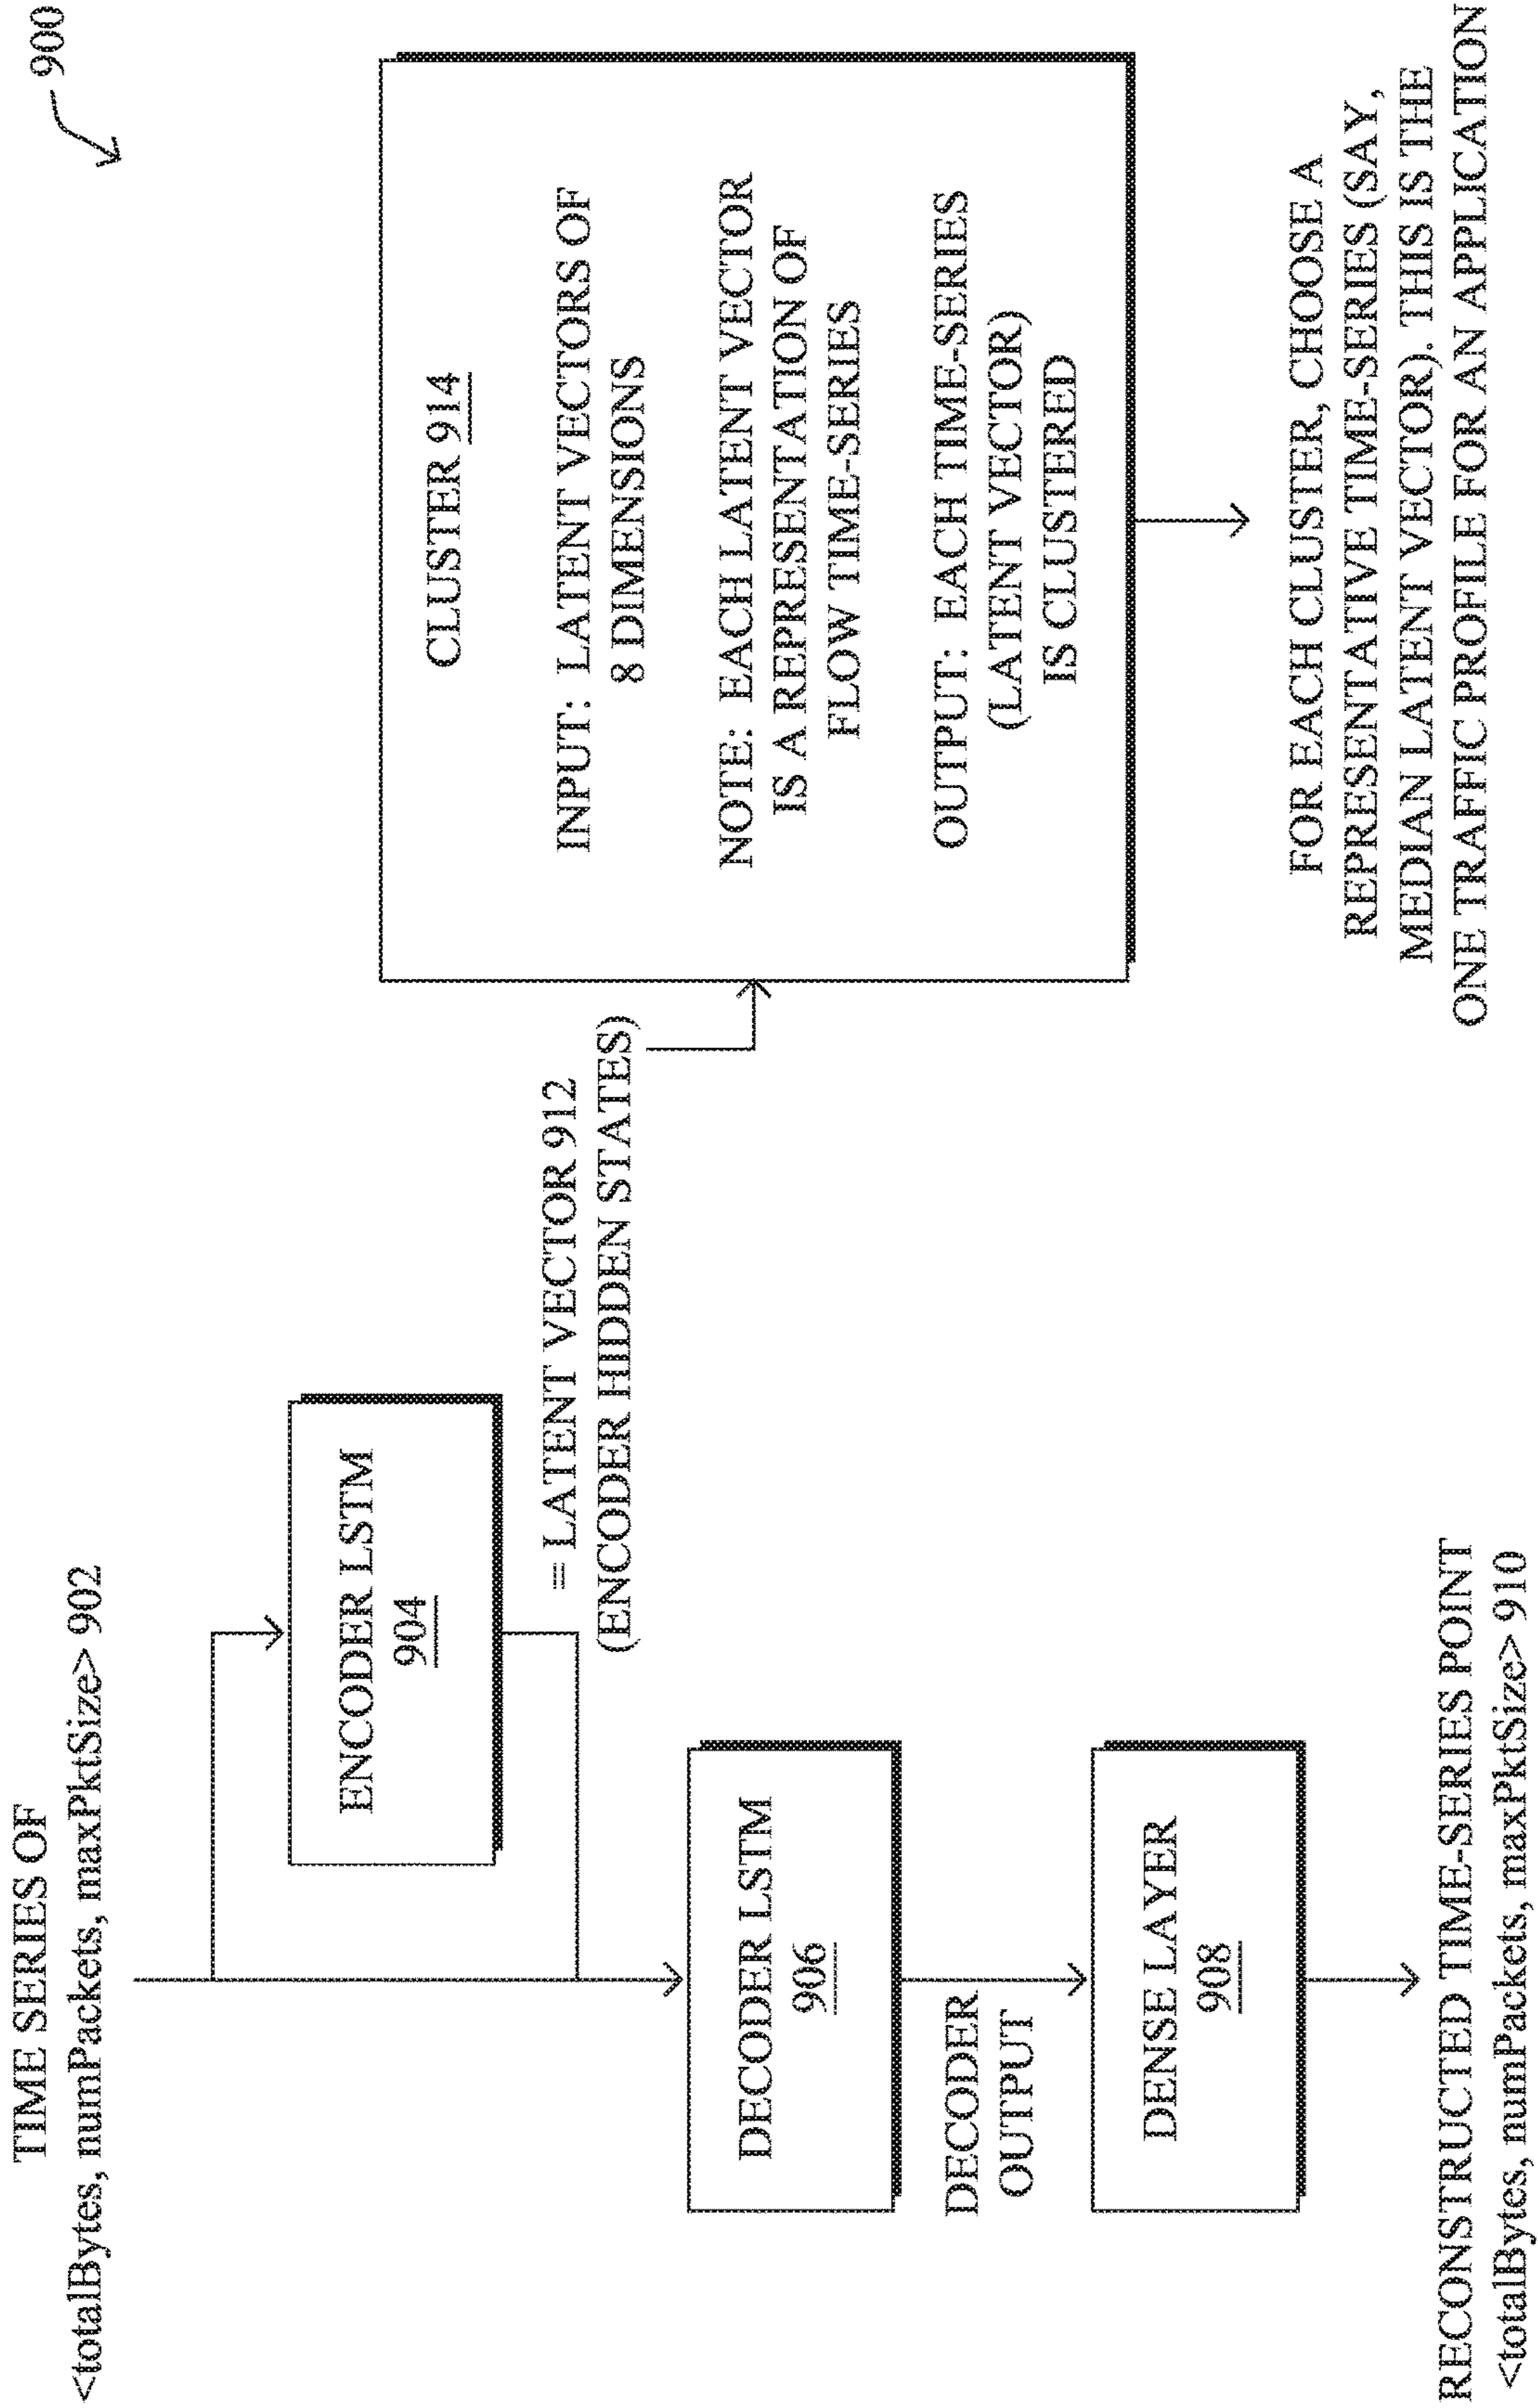 900
TIME SERIES OF
<totalBytes, numPackets, maxPktSize> 902
ENCODER LSTM
904
= LATENT VECTOR 912
(ENCODER HIDDEN STATES)
DECODER LSTM
906
DECODER
OUTPUT
DENSE LAYER
908
RECONSTRUCTED TIME-SERIES POINT
<totalBytes, numPackets, maxPktSize> 910
CLUSTER 914
INPUT: LATENT VECTORS OF
8 DIMENSIONS
NOTE: EACH LATENT VECTOR
IS A REPRESENTATION OF
FLOW TIME-SERIES
OUTPUT: EACH TIME-SERIES
(LATENT VECTOR)
IS CLUSTERED
FOR EACH CLUSTER, CHOOSE A
REPRESENTATIVE TIME-SERIES (SAY,
MEDIAN LATENT VECTOR). THIS IS THE
ONE TRAFFIC PROFILE FOR AN APPLICATION